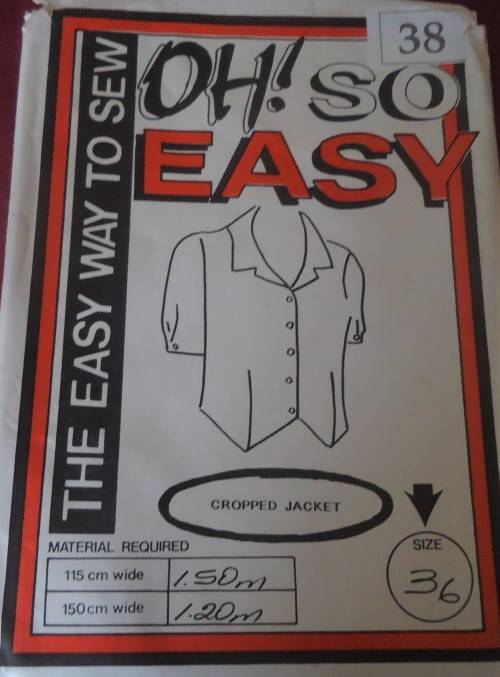 38
OH! SO
EASY
THE EASY WAY TO SEW
CROPPED JACKET
MATERIAL REQUIRED
115 cm wide 1.50m
150cm wide 1.20m
SIZE
36